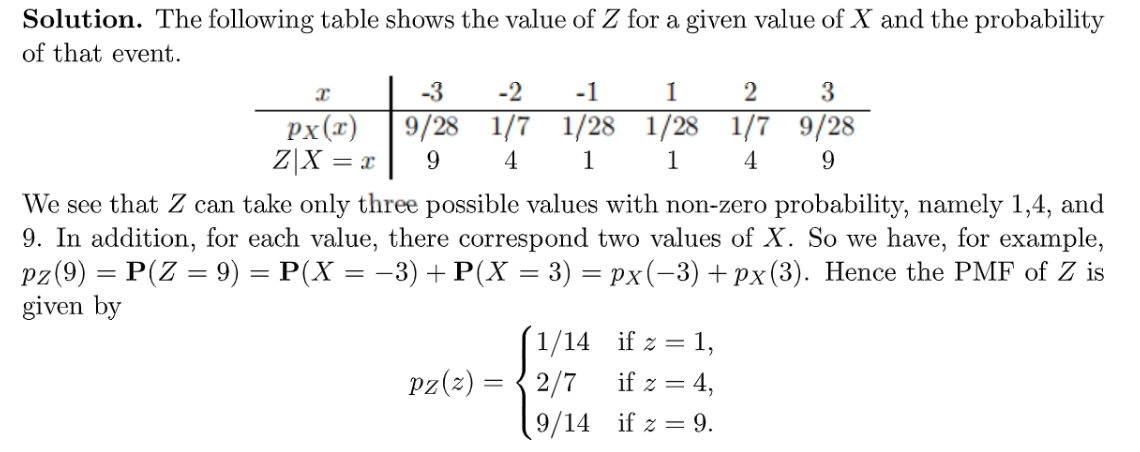 Solution. The following table shows the value of Z for a given value of X and the probability
of that event.
x -3 -2 -1 1 2 3
p_X(x) 9/28 1/7 1/28 1/28 1/7 9/28
Z|X = x 9 4 1 1 4 9
We see that Z can take only three possible values with non-zero probability, namely 1,4, and
9. In addition, for each value, there correspond two values of X. So we have, for example,
p_Z(9) = P(Z = 9) = P(X = −3) + P(X = 3) = p_X(−3) + p_X(3). Hence the PMF of Z is
given by
1/14 if z = 1,
p_Z(z) = { 2/7 if z = 4,
9/14 if z = 9.